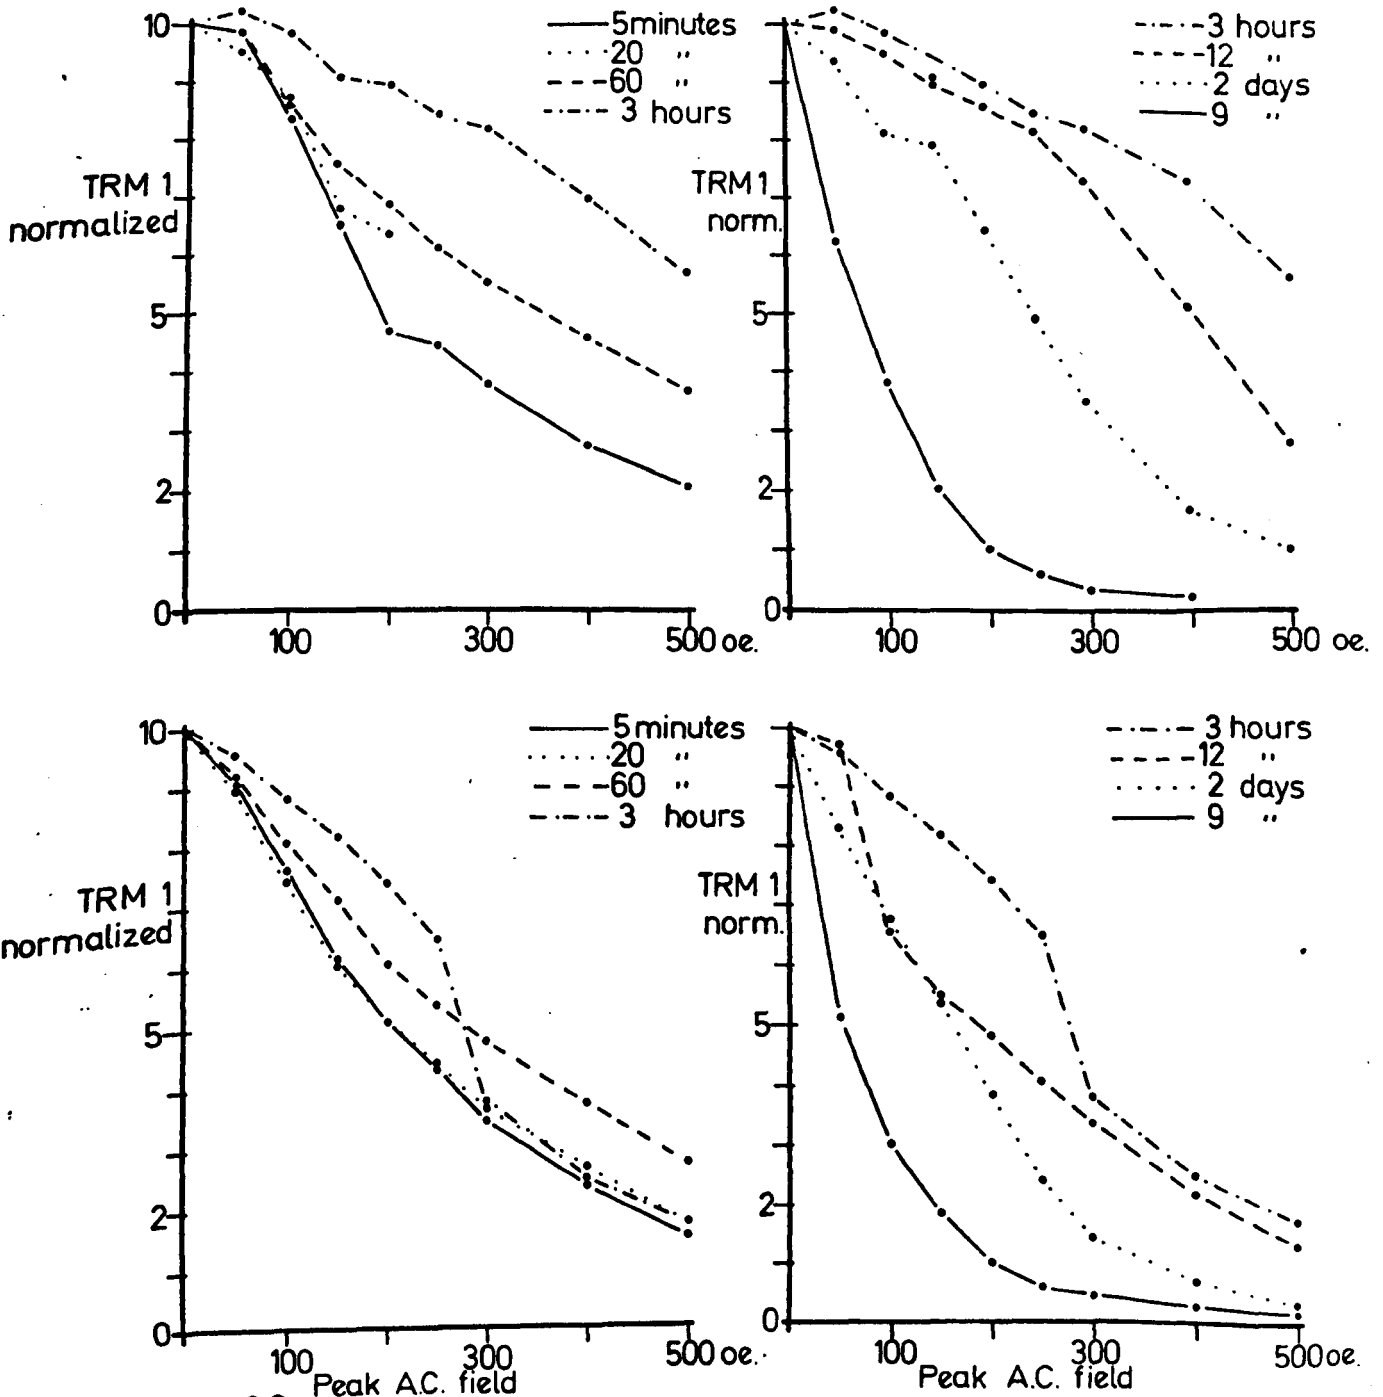 10
5minutes
20 "
60 "
3 hours
TRM 1
normalized
5
2
0
100
300
500 oe.
3 hours
12 "
2 days
9 "
TRM 1
norm.
5
2
0
100
300
500 oe.
10
5minutes
20 "
60 "
3 hours
TRM 1
normalized
5
2
0
100
300
500 oe.
Peak A.C. field
3 hours
12 "
2 days
9 "
TRM 1
norm.
5
2
0
100
300
500 oe.
Peak A.C. field